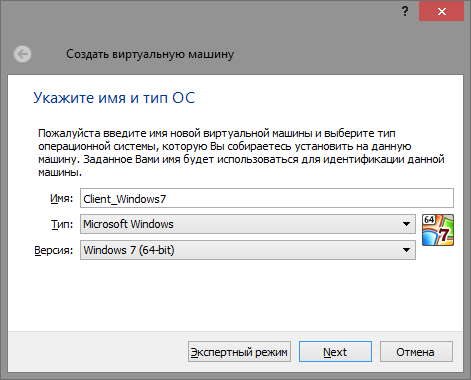 ?
Создать виртуальную машину
Укажите имя и тип ОС
Пожалуйста введите имя новой виртуальной машины и выберите тип
операционной системы, которую Вы собираетесь установить на данную
машину. Заданное Вами имя будет использоваться для идентификации данной
машины.
Имя: Client_Windows7
Тип: Microsoft Windows
64
7
Версия: Windows 7 (64-bit)
Экспертный режим Next Отмена